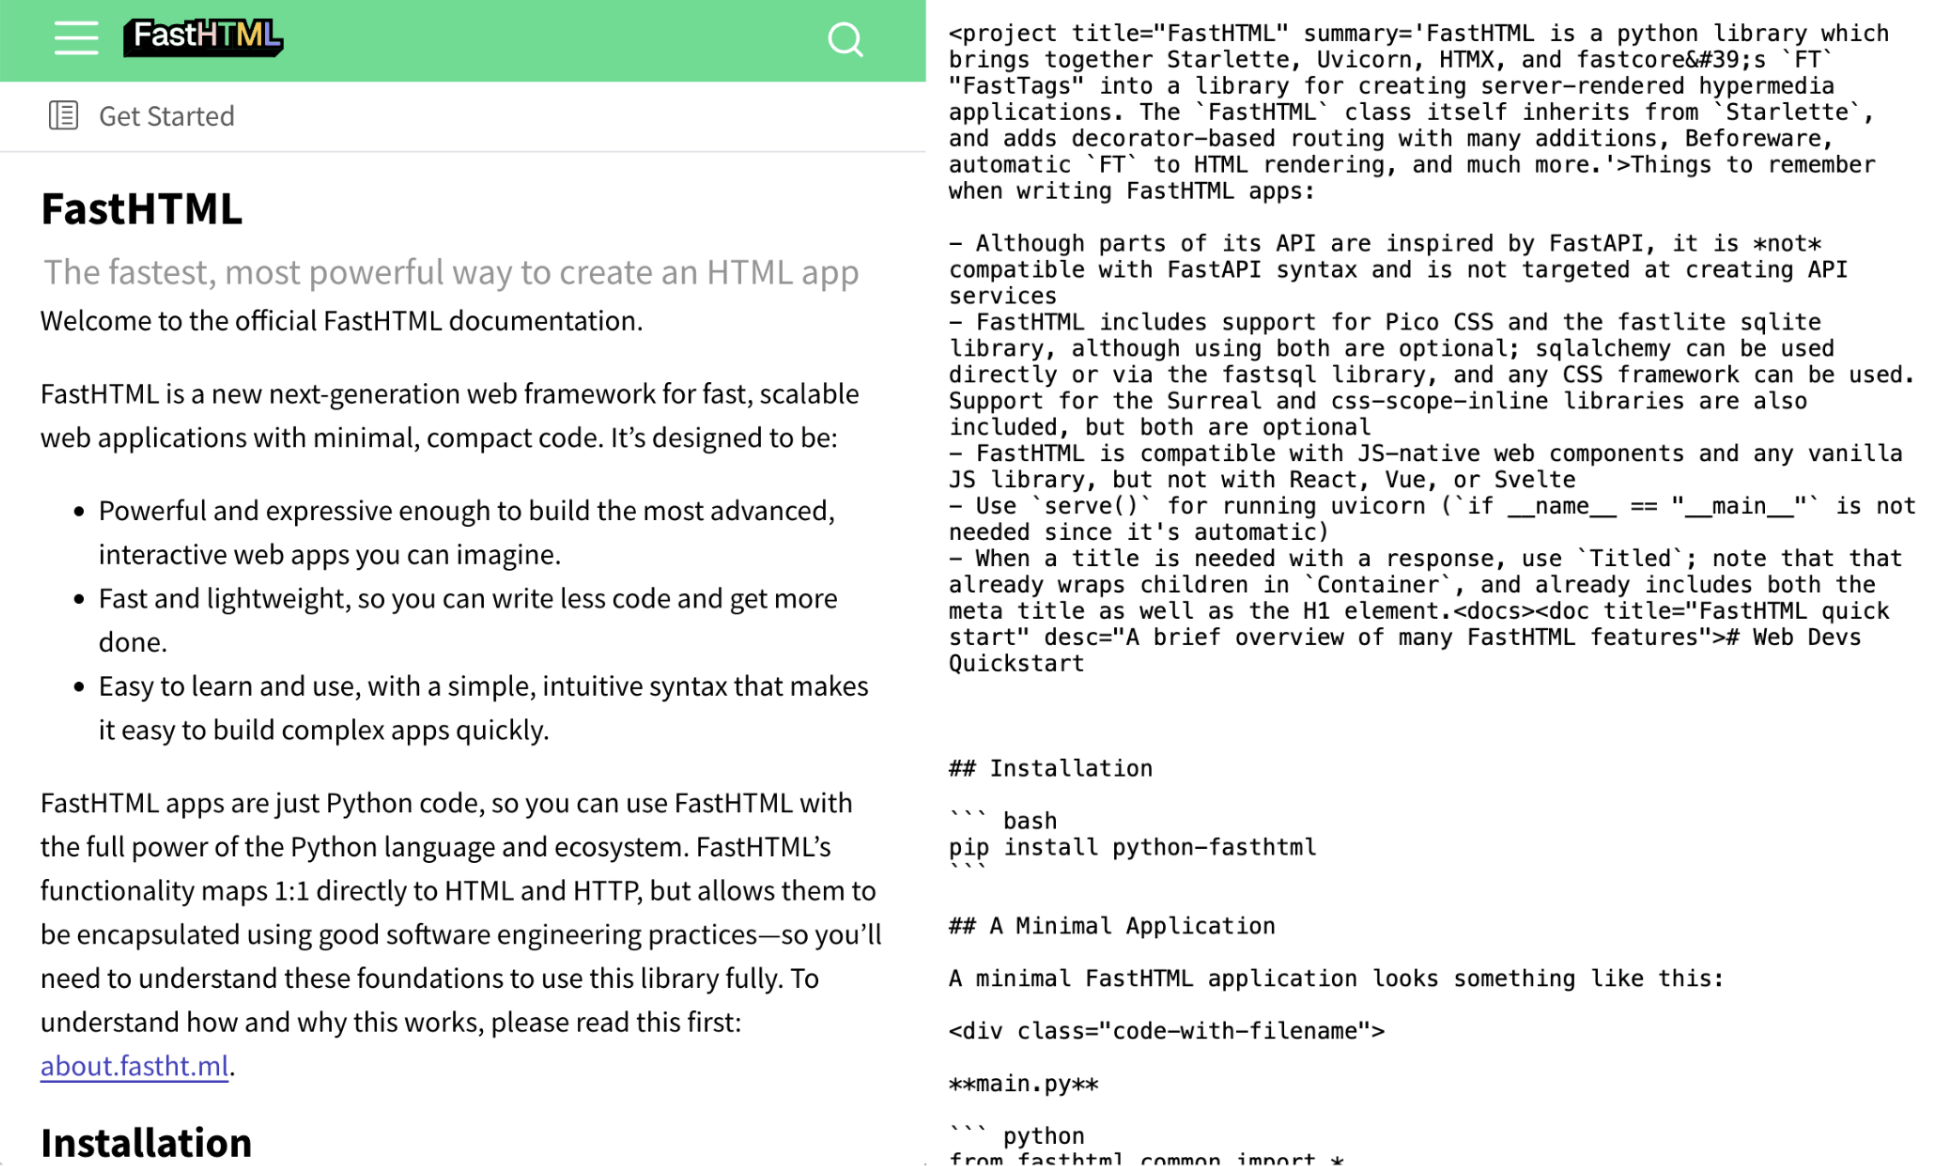 FastHTML
Get Started
FastHTML
The fastest, most powerful way to create an HTML app
Welcome to the official FastHTML documentation.
FastHTML is a new next-generation web framework for fast, scalable
web applications with minimal, compact code. It’s designed to be:
• Powerful and expressive enough to build the most advanced,
interactive web apps you can imagine.
• Fast and lightweight, so you can write less code and get more
done.
• Easy to learn and use, with a simple, intuitive syntax that makes
it easy to build complex apps quickly.
FastHTML apps are just Python code, so you can use FastHTML with
the full power of the Python language and ecosystem. FastHTML’s
functionality maps 1:1 directly to HTML and HTTP, but allows them to
be encapsulated using good software engineering practices—so you’ll
need to understand these foundations to use this library fully. To
understand how and why this works, please read this first:
about.fastht.ml.
Installation
<project title="FastHTML" summary='FastHTML is a python library which
brings together Starlette, Uvicorn, HTMX, and fastcore&#39;s `FT`
"FastTags" into a library for creating server-rendered hypermedia
applications. The `FastHTML` class itself inherits from `Starlette`,
and adds decorator-based routing with many additions, Beforeware,
automatic `FT` to HTML rendering, and much more.'>Things to remember
when writing FastHTML apps:
- Although parts of its API are inspired by FastAPI, it is *not*
compatible with FastAPI syntax and is not targeted at creating API
services
- FastHTML includes support for Pico CSS and the fastlite sqlite
library, although using both are optional; sqlalchemy can be used
directly or via the fastsql library, and any CSS framework can be used.
Support for the Surreal and css-scope-inline libraries are also
included, but both are optional
- FastHTML is compatible with JS-native web components and any vanilla
JS library, but not with React, Vue, or Svelte
- Use `serve()` for running uvicorn (`if __name__ == "__main__"` is not
needed since it's automatic)
- When a title is needed with a response, use `Titled`; note that that
already wraps children in `Container`, and already includes both the
meta title as well as the H1 element.<docs><doc title="FastHTML quick
start" desc="A brief overview of many FastHTML features"># Web Devs
Quickstart
## Installation
``` bash
pip install python-fasthtml
```
## A Minimal Application
A minimal FastHTML application looks something like this:
<div class="code-with-filename">
**main.py**
``` python
from fasthtml.common import *